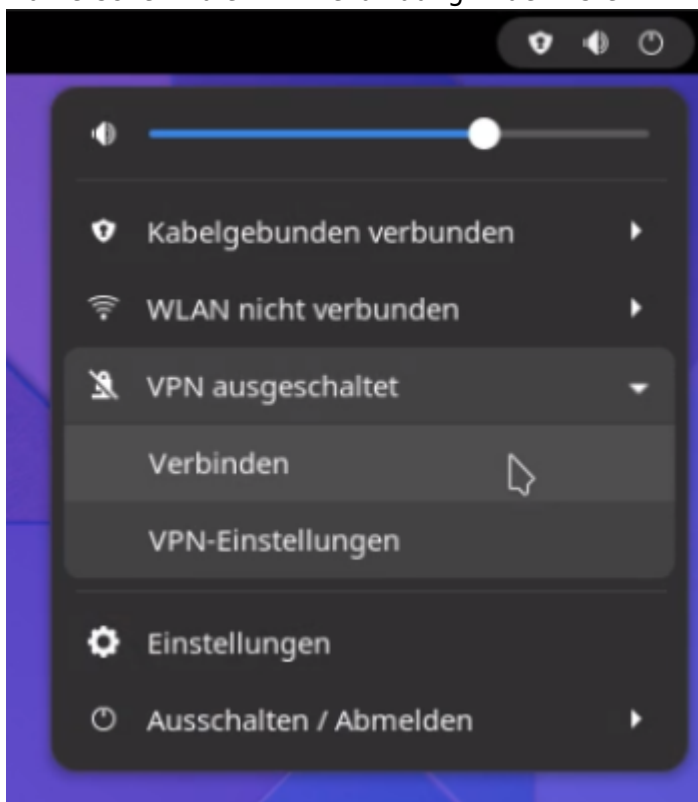 Kabelgebunden verbunden
WLAN nicht verbunden
VPN ausgeschaltet
Verbinden
VPN-Einstellungen
Einstellungen
Ausschalten / Abmelden